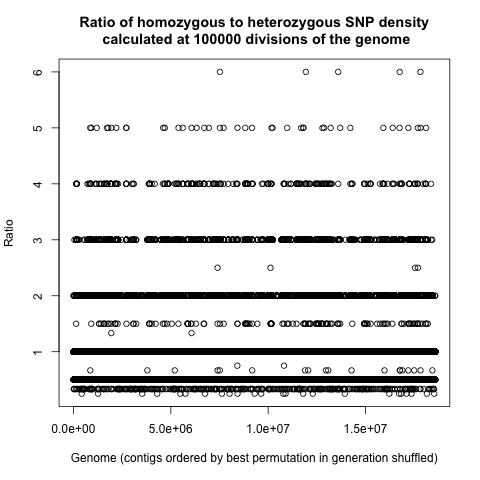 Ratio of homozygous to heterozygous SNP density
calculated at 100000 divisions of the genome
Ratio
6
5
4
3
2
1
0.0e+00 5.0e+06 1.0e+07 1.5e+07
Genome (contigs ordered by best permutation in generation shuffled)